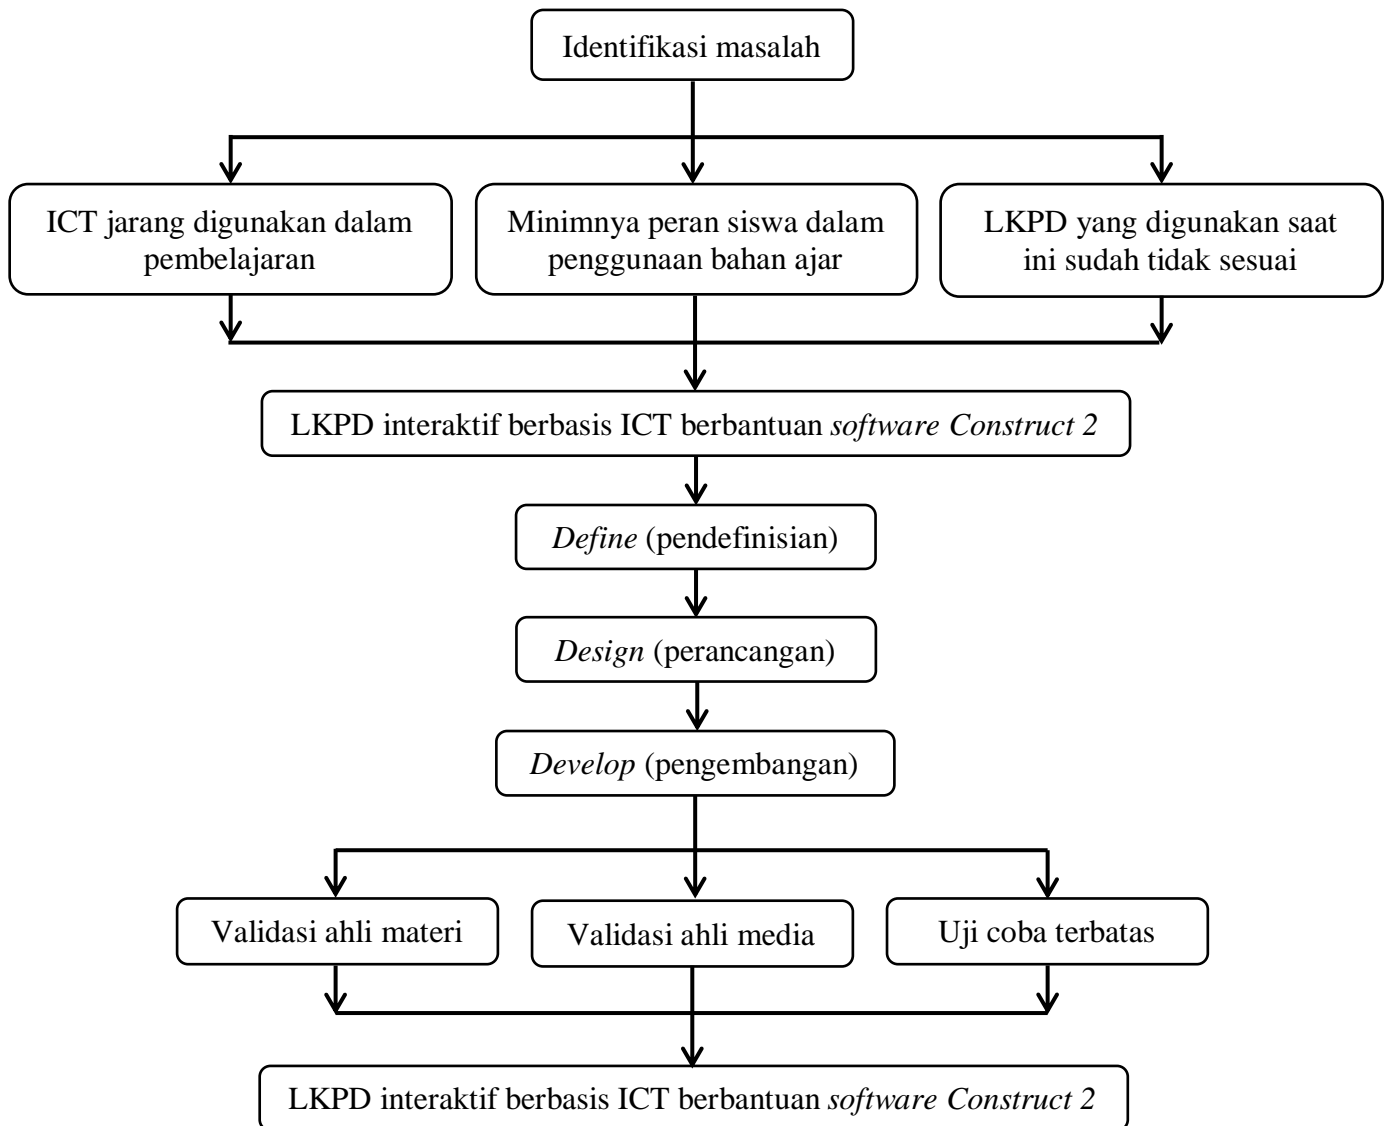 Identifikasi masalah
ICT jarang digunakan dalam
pembelajaran
Minimnya peran siswa dalam
penggunaan bahan ajar
LKPD yang digunakan saat
ini sudah tidak sesuai
LKPD interaktif berbasis ICT berbantuan software Construct 2
Define (pendefinisian)
Design (perancangan)
Develop (pengembangan)
Validasi ahli materi
Validasi ahli media
Uji coba terbatas
LKPD interaktif berbasis ICT berbantuan software Construct 2